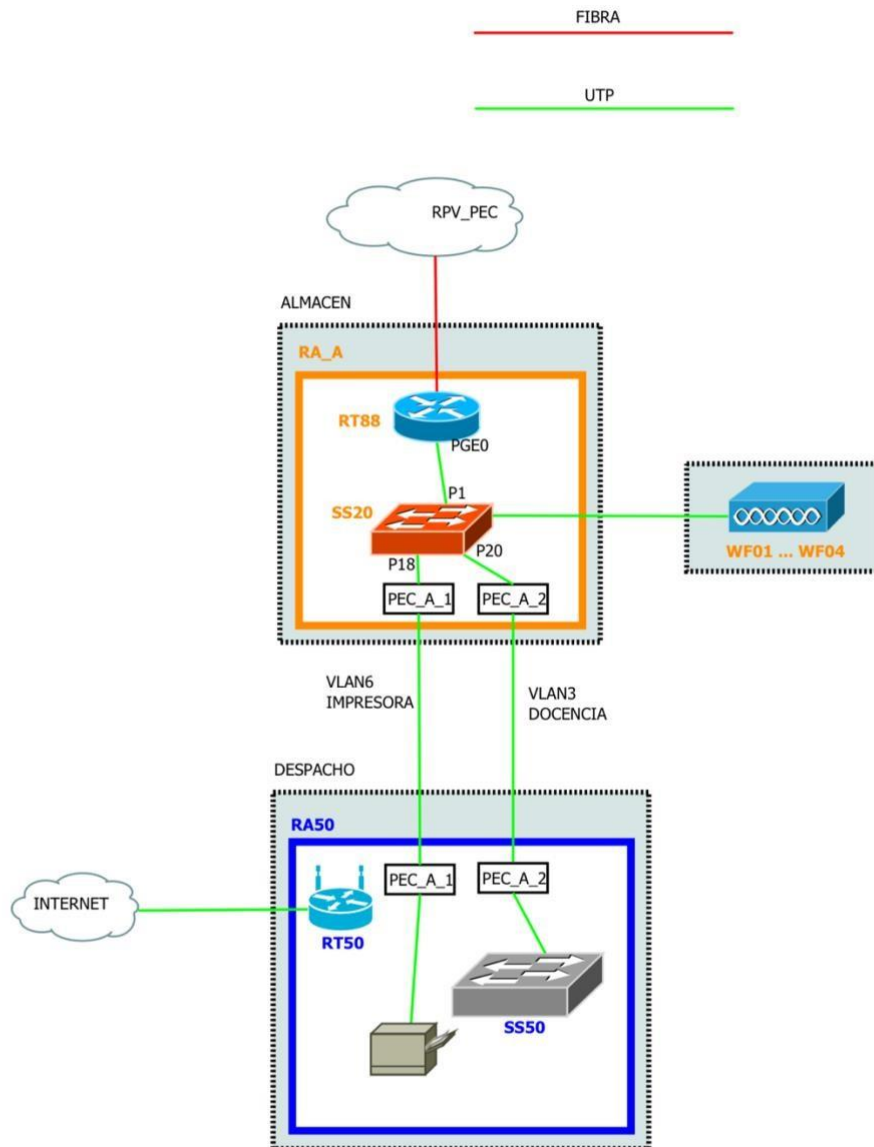 FIBRA
UTP
RPV_PEC
ALMACEN
RA_A
RT88
PGE0
P1
SS20
P20
P18
WF01 ... WF04
PEC_A_1
PEC_A_2
VLAN6
IMPRESORA
VLAN3
DOCENCIA
DESPACHO
RA50
PEC_A_1
PEC_A_2
INTERNET
RT50
SS50